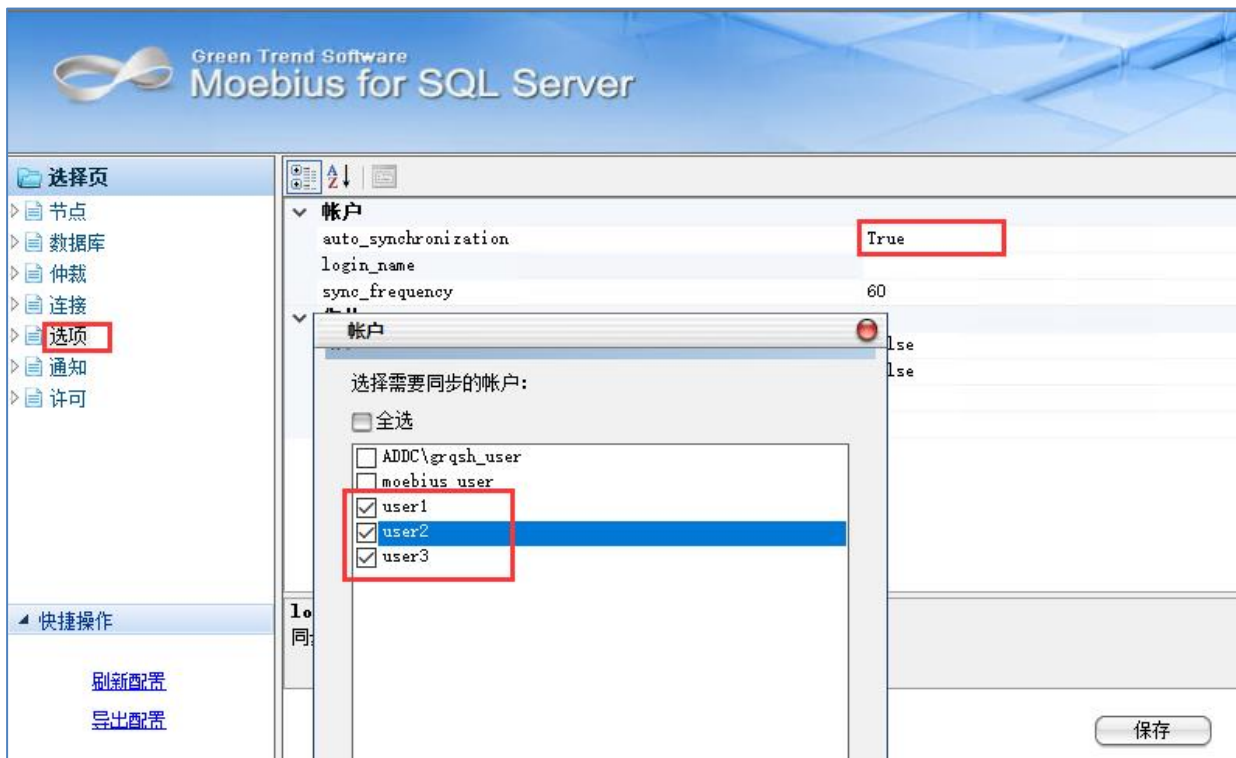 Green Trend Software
Moebius for SQL Server
选择页
节点
数据库
仲裁
连接
选项
通知
许可
快捷操作
刷新配置
导出配置
帐户
auto_synchronization True
login_name
sync_frequency 60
lse
lse
帐户
选择需要同步的帐户:
全选
ADDC\grqsh_user
moebius_user
user1
user2
user3
lo
同
保存